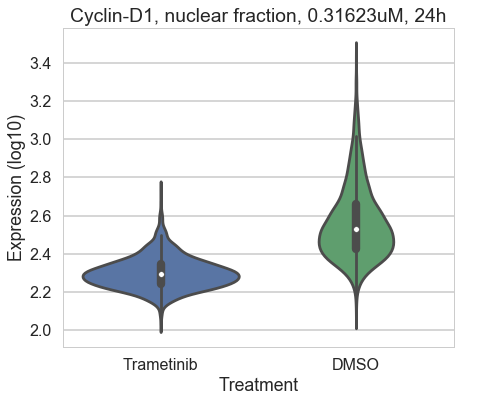 Cyclin-D1, nuclear fraction, 0.31623uM, 24h
Expression (log10)
3.4
3.2
3.0
2.8
2.6
2.4
2.2
2.0
Trametinib DMSO
Treatment